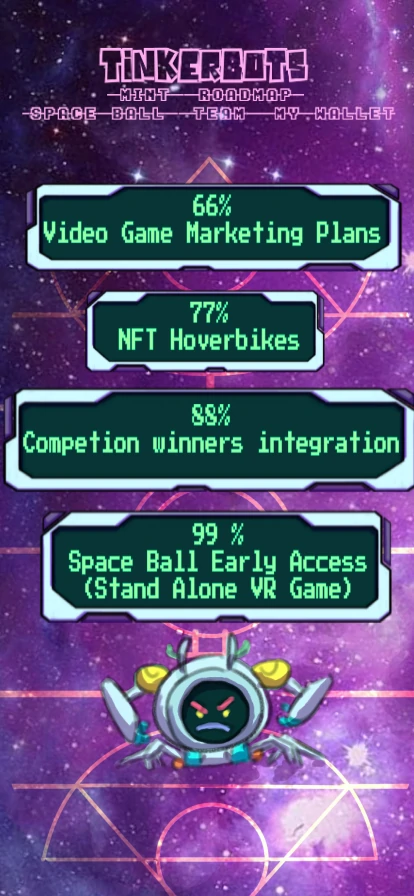 TiNKERBOTS
MINT ROADMAP
SPACE BALL TEAM MY WALLET
66%
Video Game Marketing Plans
77%
NFT Hoverbikes
88%
Competion winners integration
99 %
Space Ball Early Access
(Stand Alone VR Game)